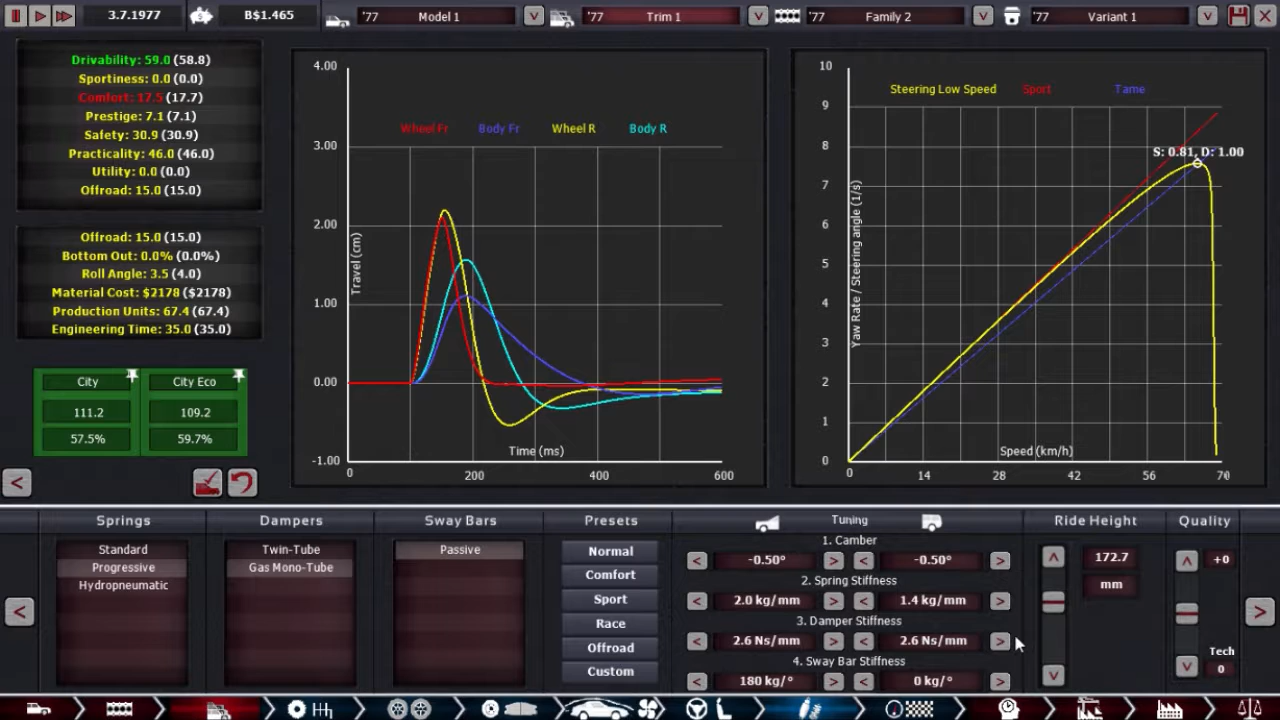 3.7.1977 B$1.465 '77 Model 1 '77 Trim 1 '77 Family 2 '77 Variant 1
Drivability: 59.0 (58.8)
Sportiness: 0.0 (0.0)
Comfort: 17.5 (17.7)
Prestige: 7.1 (7.1)
Safety: 30.9 (30.9)
Practicality: 46.0 (46.0)
Utility: 0.0 (0.0)
Offroad: 15.0 (15.0)
Offroad: 15.0 (15.0)
Bottom Out: 0.0% (0.0%)
Roll Angle: 3.5 (4.0)
Material Cost: $2178 ($2178)
Production Units: 67.4 (67.4)
Engineering Time: 35.0 (35.0)
City City Eco
111.2 109.2
57.5% 59.7%
4.00
3.00
2.00
1.00
0.00
-1.00
Travel (cm)
Wheel Fr Body Fr Wheel R Body R
Time (ms)
0 200 400 600
10
9
8
7
6
5
4
3
2
1
0
Yaw Rate / Steering angle (1/s)
Steering Low Speed Sport Tame
S: 0.81, D: 1.00
Speed (km/h)
0 14 28 42 56 70
Springs
Standard
Progressive
Hydropneumatic
Dampers
Twin-Tube
Gas Mono-Tube
Sway Bars
Passive
Presets
Normal
Comfort
Sport
Race
Offroad
Custom
Tuning
1. Camber
-0.50° -0.50°
2. Spring Stiffness
2.0 kg/mm 1.4 kg/mm
3. Damper Stiffness
2.6 Ns/mm 2.6 Ns/mm
4. Sway Bar Stiffness
180 kg/° 0 kg/°
Ride Height
172.7
mm
Quality
+0
Tech
0